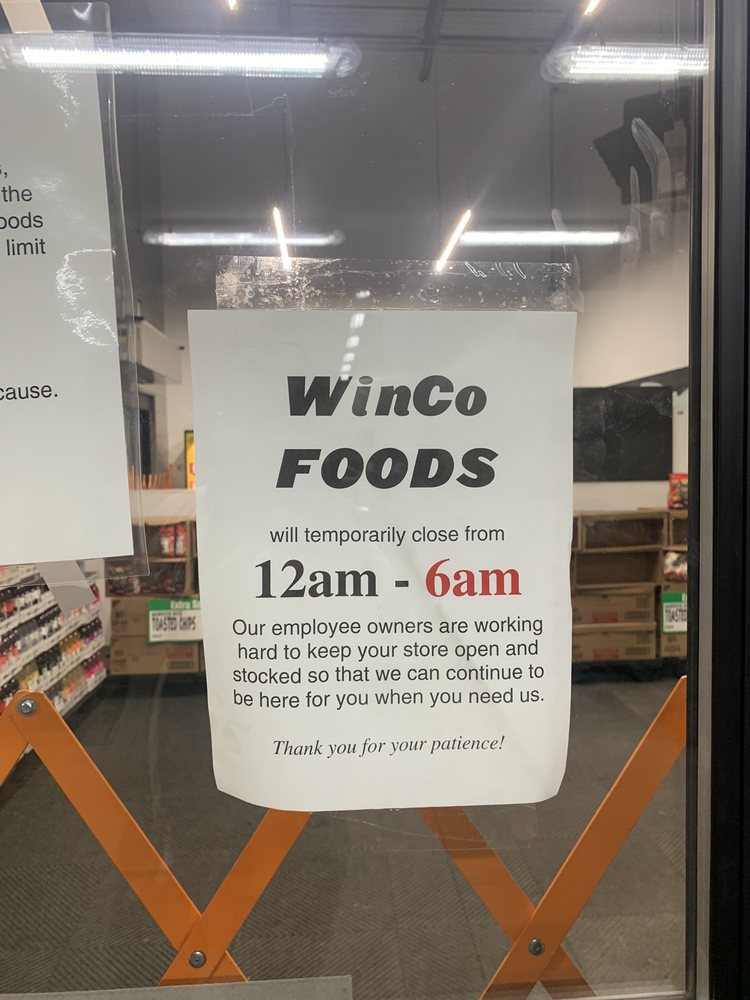 the
limit
cause.
WinCo
FOODS
will temporarily close from
12am - 6am
Our employee owners are working
hard to keep your store open and
stocked so that we can continue to
be here for you when you need us.
Thank you for your patience!
TOASTED CHIPS